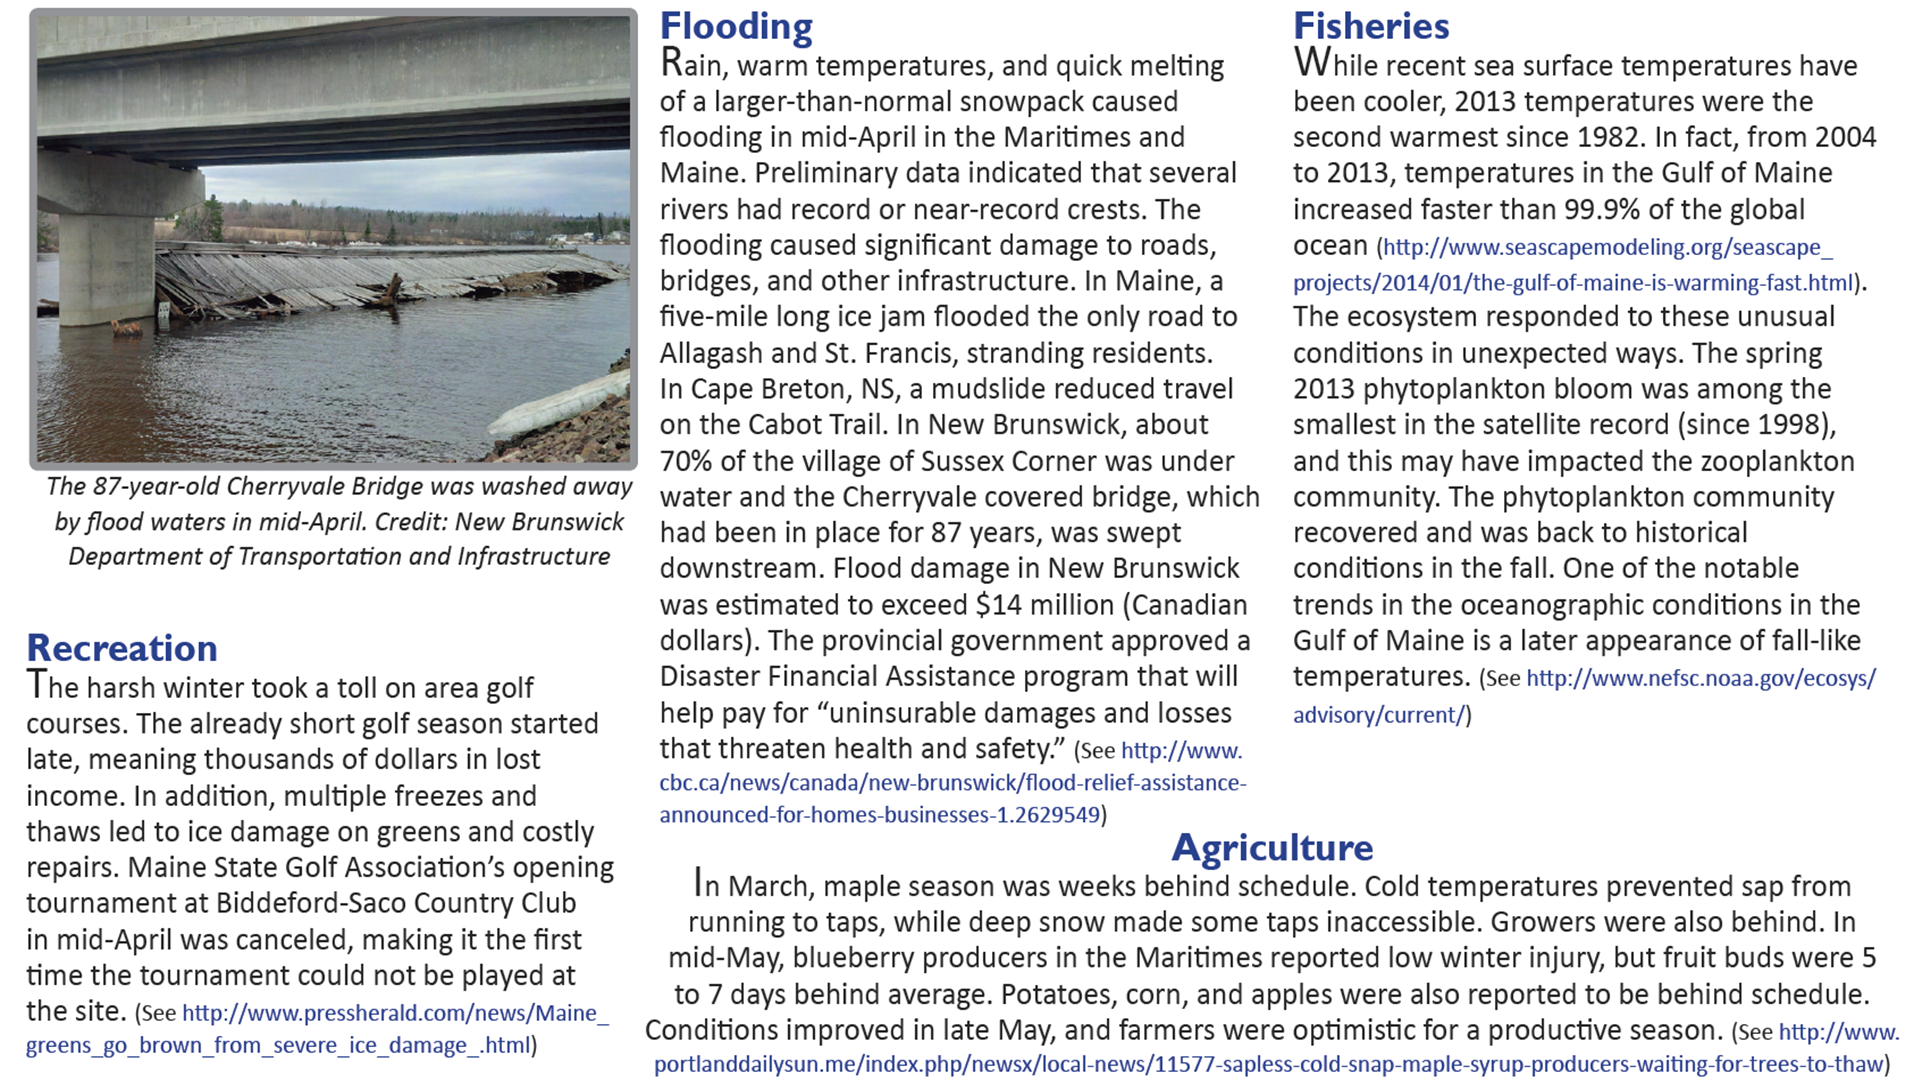 The 87-year-old Cherryvale Bridge was washed away
by flood waters in mid-April. Credit: New Brunswick
Department of Transportation and Infrastructure
Recreation
The harsh winter took a toll on area golf
courses. The already short golf season started
late, meaning thousands of dollars in lost
income. In addition, multiple freezes and
thaws led to ice damage on greens and costly
repairs. Maine State Golf Association’s opening
tournament at Biddeford-Saco Country Club
in mid-April was canceled, making it the first
time the tournament could not be played at
the site. (See http://www.pressherald.com/news/Maine_
greens_go_brown_from_severe_ice_damage_.html)
Flooding
Rain, warm temperatures, and quick melting
of a larger-than-normal snowpack caused
flooding in mid-April in the Maritimes and
Maine. Preliminary data indicated that several
rivers had record or near-record crests. The
flooding caused significant damage to roads,
bridges, and other infrastructure. In Maine, a
five-mile long ice jam flooded the only road to
Allagash and St. Francis, stranding residents.
In Cape Breton, NS, a mudslide reduced travel
on the Cabot Trail. In New Brunswick, about
70% of the village of Sussex Corner was under
water and the Cherryvale covered bridge, which
had been in place for 87 years, was swept
downstream. Flood damage in New Brunswick
was estimated to exceed $14 million (Canadian
dollars). The provincial government approved a
Disaster Financial Assistance program that will
help pay for “uninsurable damages and losses
that threaten health and safety.” (See http://www.
cbc.ca/news/canada/new-brunswick/flood-relief-assistance-
announced-for-homes-businesses-1.2629549)
Fisheries
While recent sea surface temperatures have
been cooler, 2013 temperatures were the
second warmest since 1982. In fact, from 2004
to 2013, temperatures in the Gulf of Maine
increased faster than 99.9% of the global
ocean (http://www.seascapemodeling.org/seascape_
projects/2014/01/the-gulf-of-maine-is-warming-fast.html).
The ecosystem responded to these unusual
conditions in unexpected ways. The spring
2013 phytoplankton bloom was among the
smallest in the satellite record (since 1998),
and this may have impacted the zooplankton
community. The phytoplankton community
recovered and was back to historical
conditions in the fall. One of the notable
trends in the oceanographic conditions in the
Gulf of Maine is a later appearance of fall-like
temperatures. (See http://www.nefsc.noaa.gov/ecosys/
advisory/current/)
Agriculture
In March, maple season was weeks behind schedule. Cold temperatures prevented sap from
running to taps, while deep snow made some taps inaccessible. Growers were also behind. In
mid-May, blueberry producers in the Maritimes reported low winter injury, but fruit buds were 5
to 7 days behind average. Potatoes, corn, and apples were also reported to be behind schedule.
Conditions improved in late May, and farmers were optimistic for a productive season. (See http://www.
portlanddailysun.me/index.php/newsx/local-news/11577-sapless-cold-snap-maple-syrup-producers-waiting-for-trees-to-thaw)